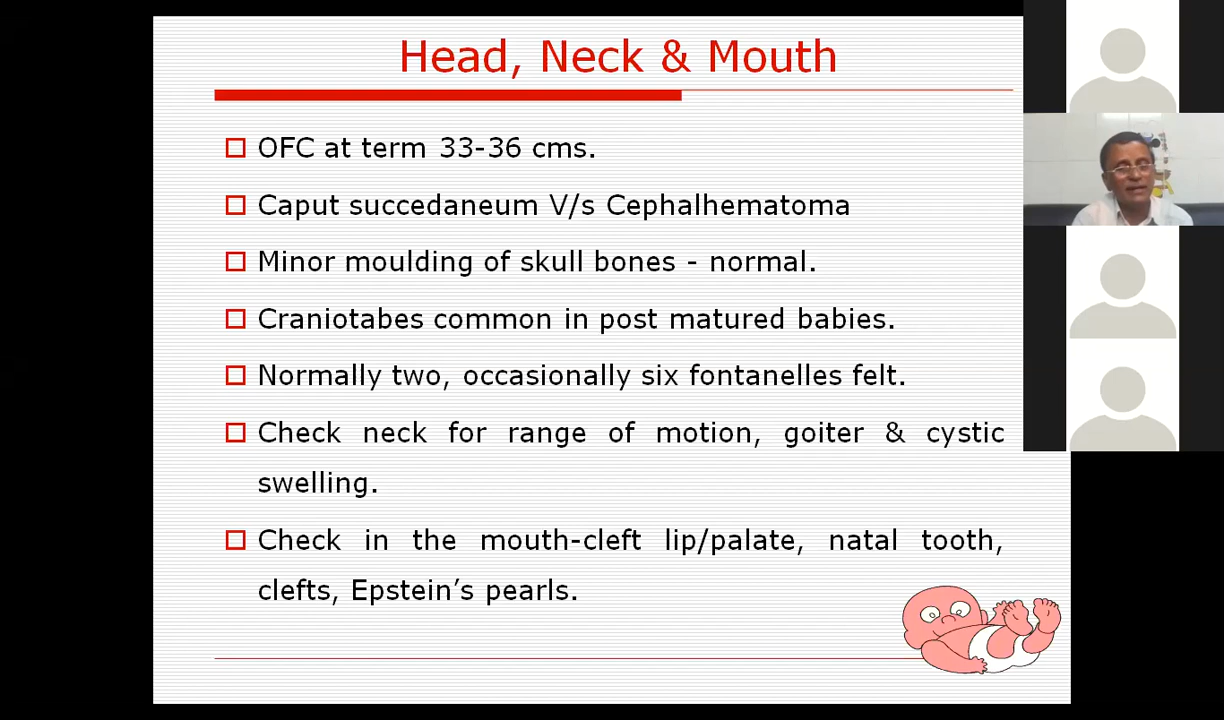 Head, Neck & Mouth
OFC at term 33-36 cms.
Caput succedaneum V/s Cephalhematoma
Minor moulding of skull bones - normal.
Craniotabes common in post matured babies.
Normally two, occasionally six fontanelles felt.
Check neck for range of motion, goiter & cystic
swelling.
Check in the mouth-cleft lip/palate, natal tooth,
clefts, Epstein’s pearls.